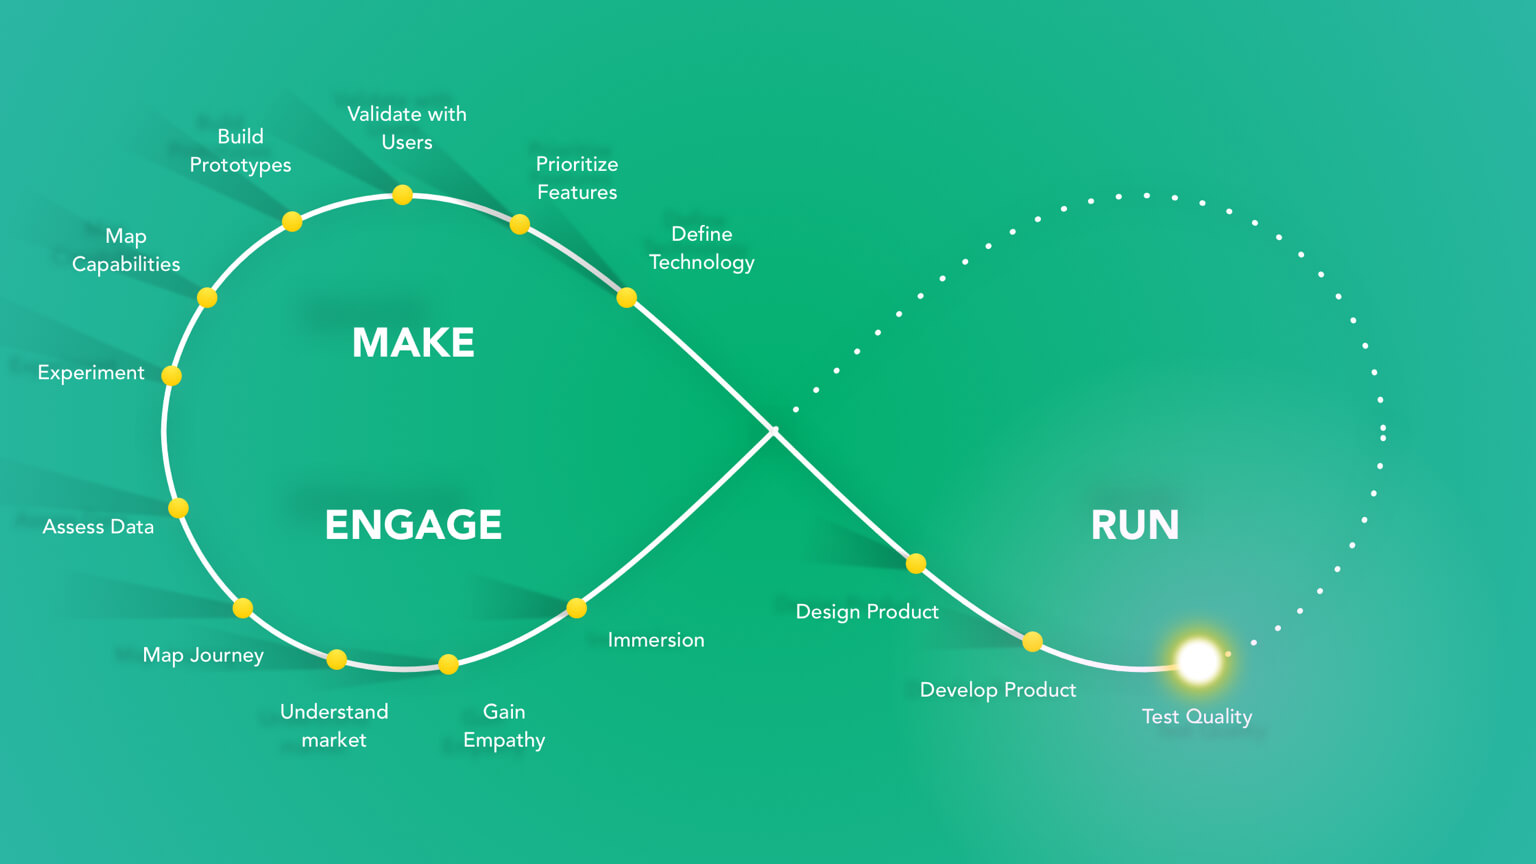 Validate with
Users
Build
Prototypes
Prioritize
Features
Map
Capabilities
Define
Technology
MAKE
Experiment
Assess Data
ENGAGE
RUN
Design Product
Immersion
Map Journey
Develop Product
Understand
market
Gain
Empathy
Test Quality